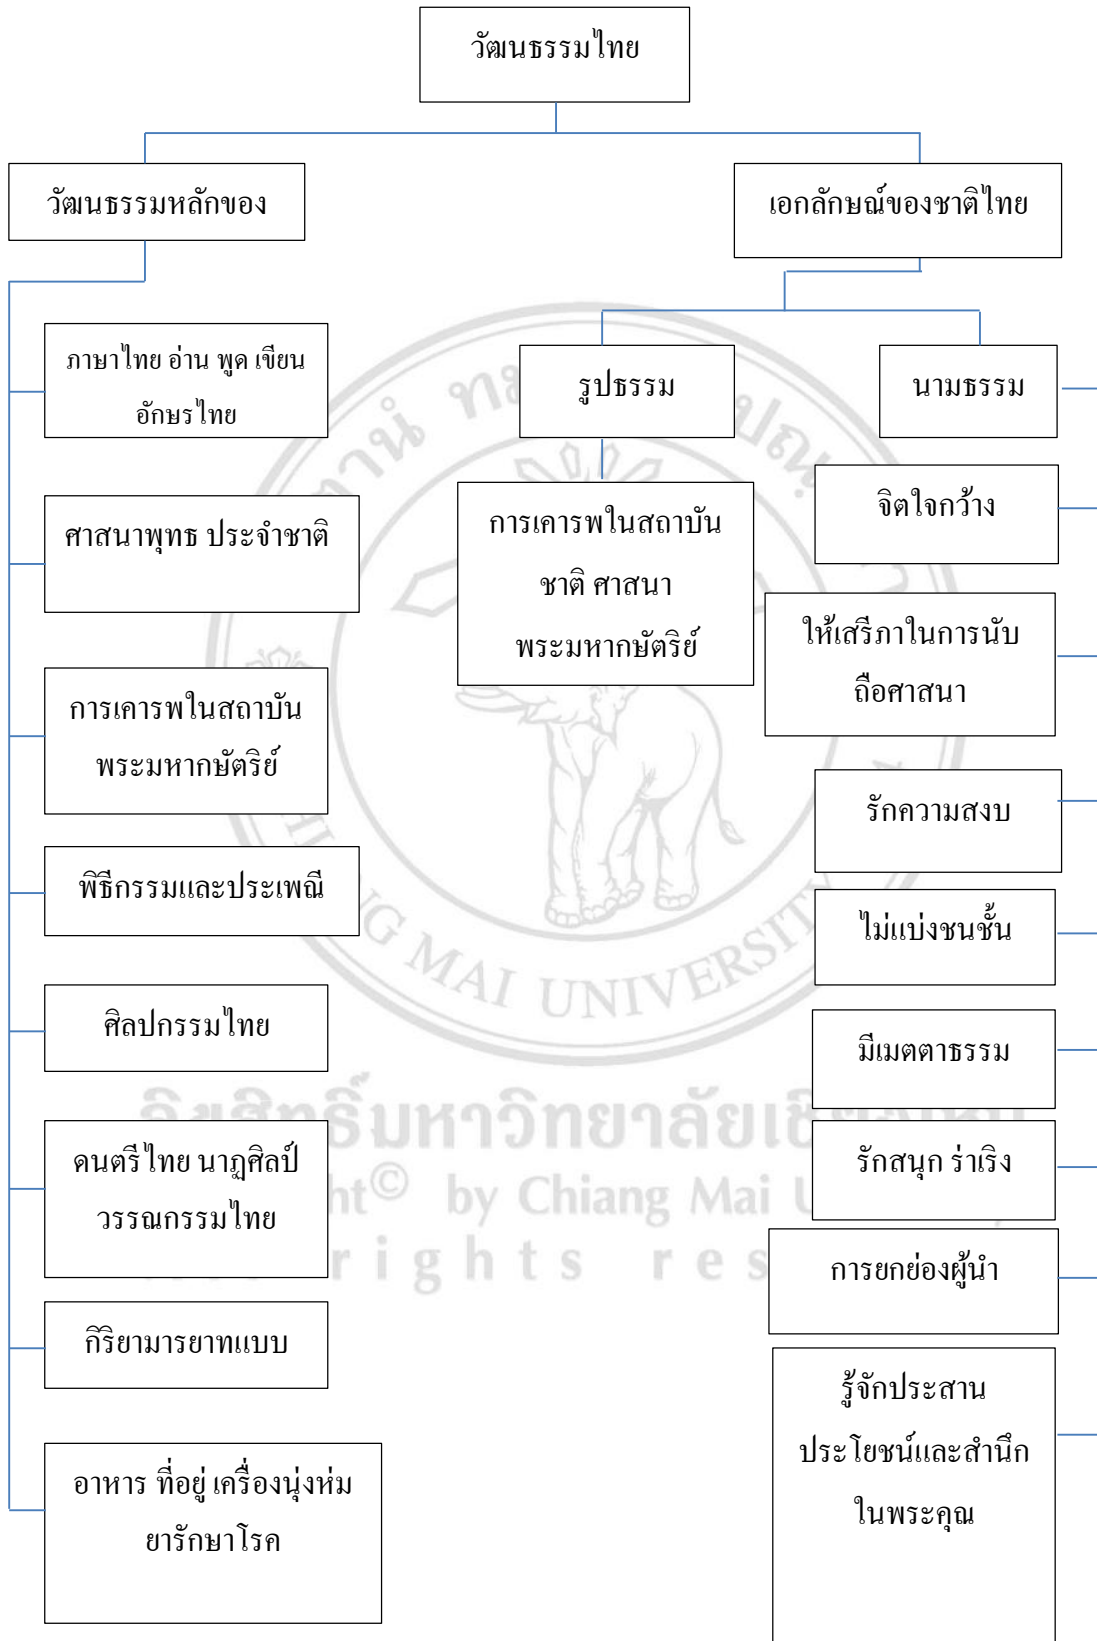 วัฒนธรรมไทย
วัฒนธรรมหลักของ
เอกลักษณ์ของชาติไทย
ภาษาไทย อ่าน พูด เขียน
อักษรไทย
ศาสนาพุทธ ประจำชาติ
การเคารพในสถาบัน
พระมหากษัตริย์
พิธีกรรมและประเพณี
ศิลปกรรมไทย
ดนตรีไทย นาฏศิลป์
วรรณกรรมไทย
กิริยามารยาทแบบ
อาหาร ที่อยู่ เครื่องนุ่งห่ม
ยารักษาโรค
รูปธรรม
การเคารพในสถาบัน
ชาติ ศาสนา
พระมหากษัตริย์
นามธรรม
จิตใจกว้าง
ให้เสรีภาในการนับ
ถือศาสนา
รักความสงบ
ไม่แบ่งชนชั้น
มีเมตตาธรรม
รักสนุก ร่าเริง
การยกย่องผู้นำ
รู้จักประสาน
ประโยชน์และสำนึก
ในพระคุณ
MAI UNIVERSITY
by Chiang Mai
rights